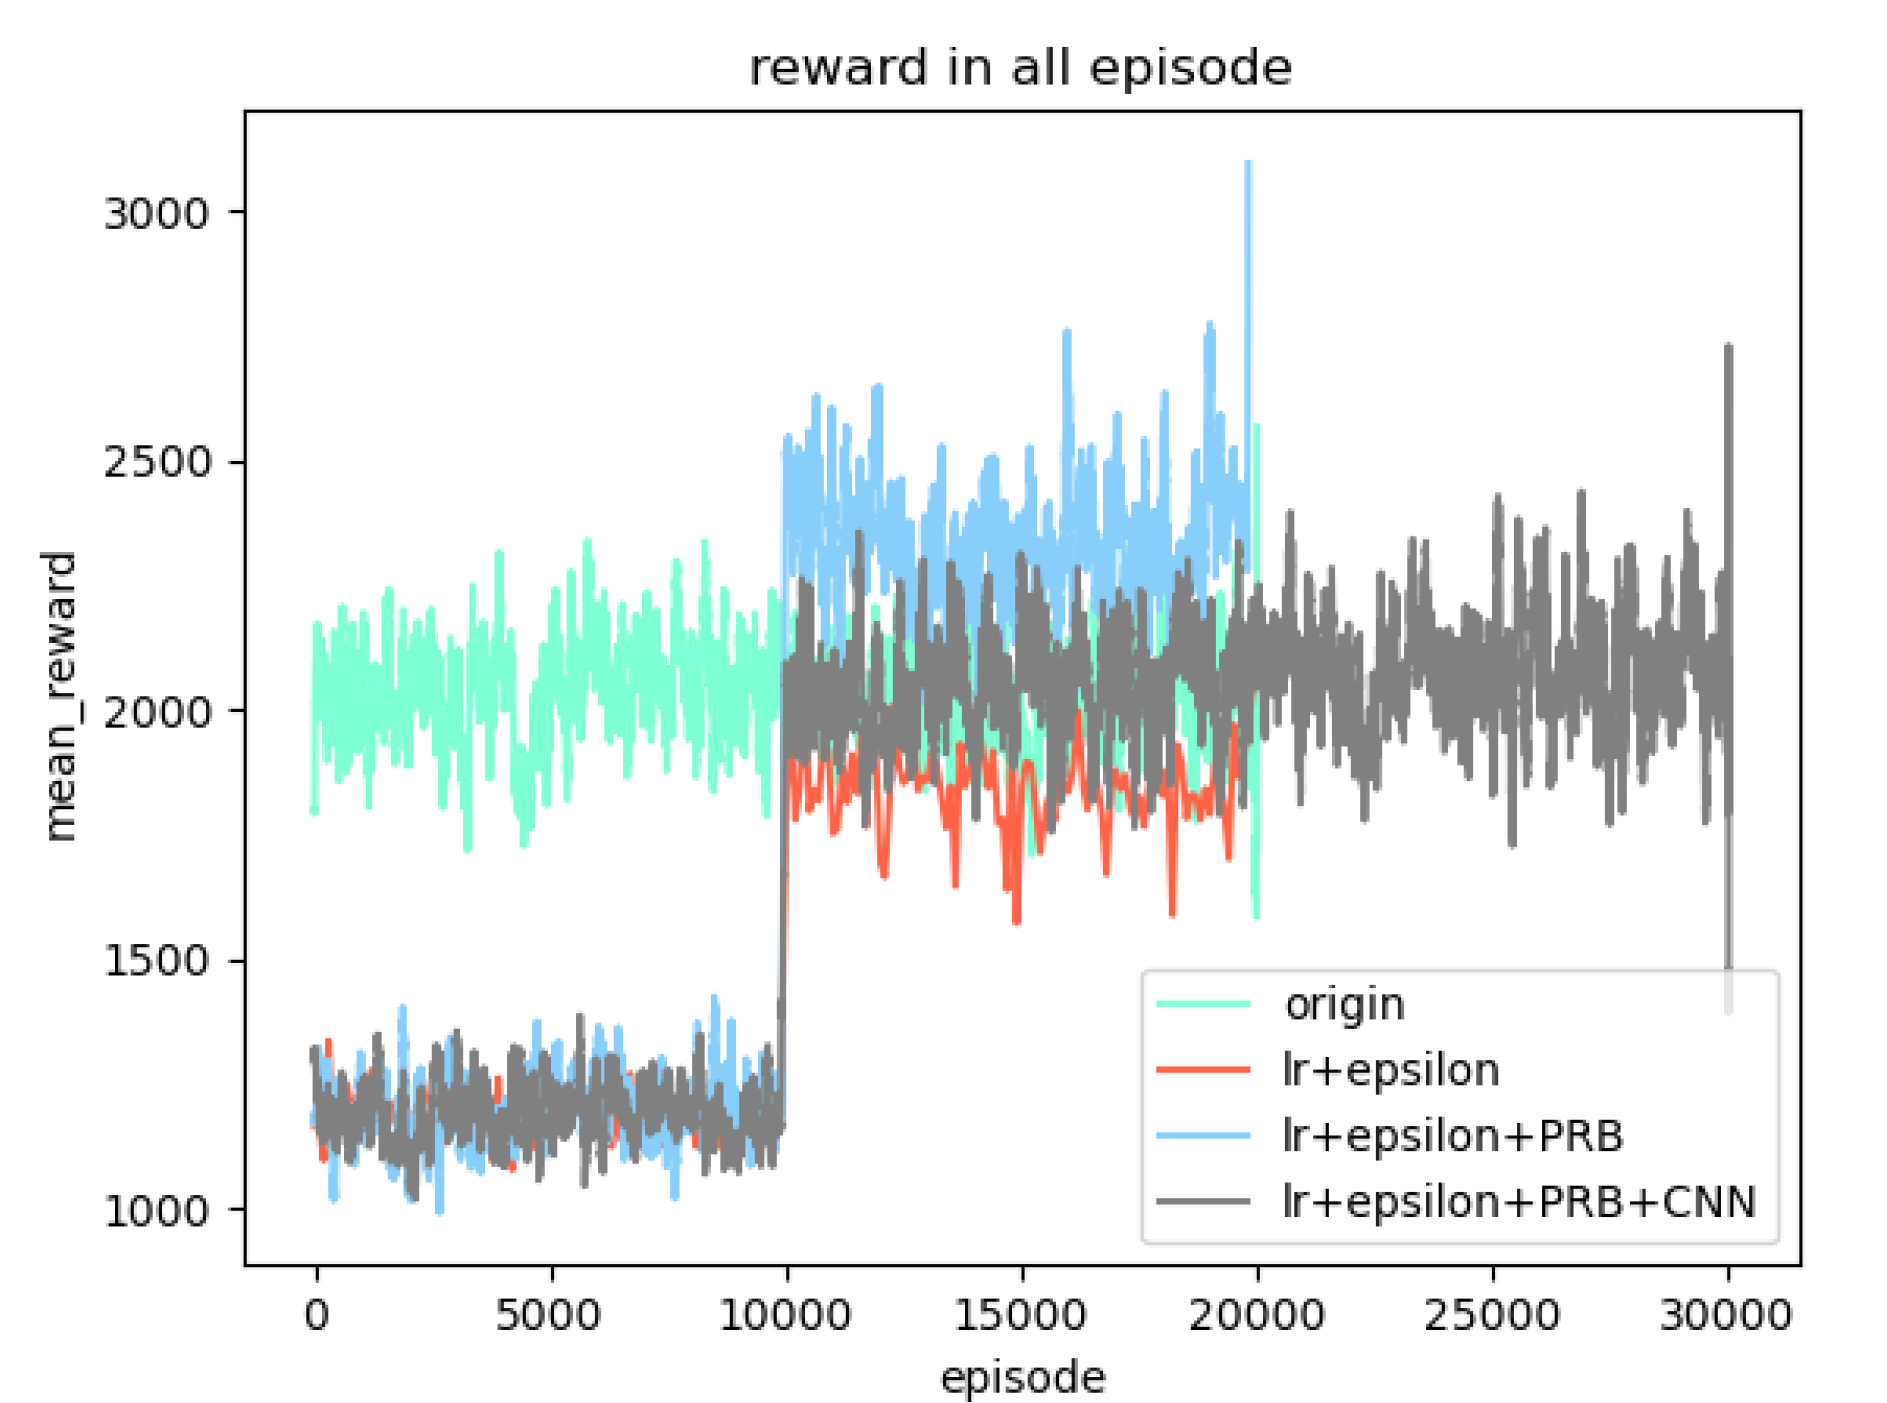 reward in all episode
3000
2500
2000
1500
1000
mean_reward
origin
lr+epsilon
lr+epsilon+PRB
lr+epsilon+PRB+CNN
0 5000 10000 15000 20000 25000 30000
episode